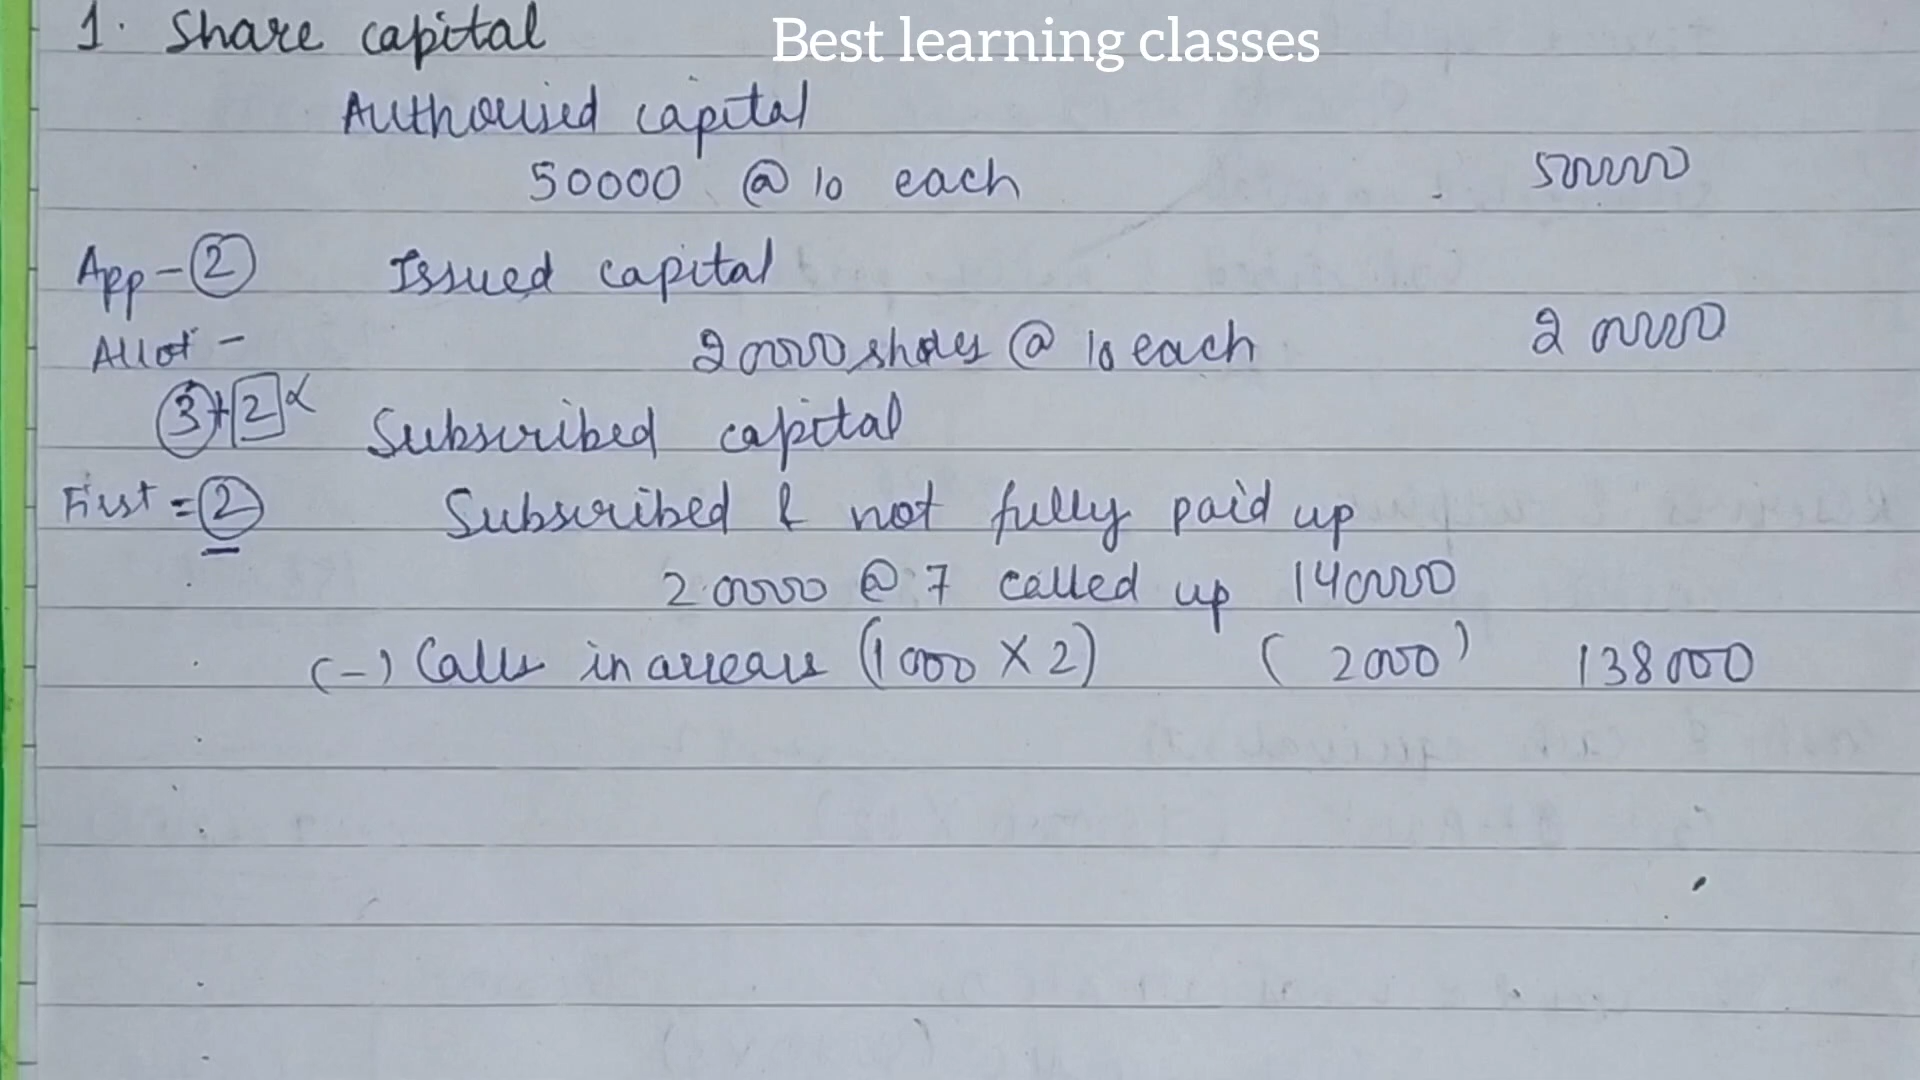 1. Share capital
Best learning classes
Authorised capital
50000 @ 10 each 500000
App - 2 Issued capital
Allot - 20000 shares @ 10 each 200000
3 + 2 Subscribed capital
First = 2 Subscribed & not fully paid up
20000 @ 7 called up 140000
(-) Calls in arrears (1000 X 2) (2000) 138000